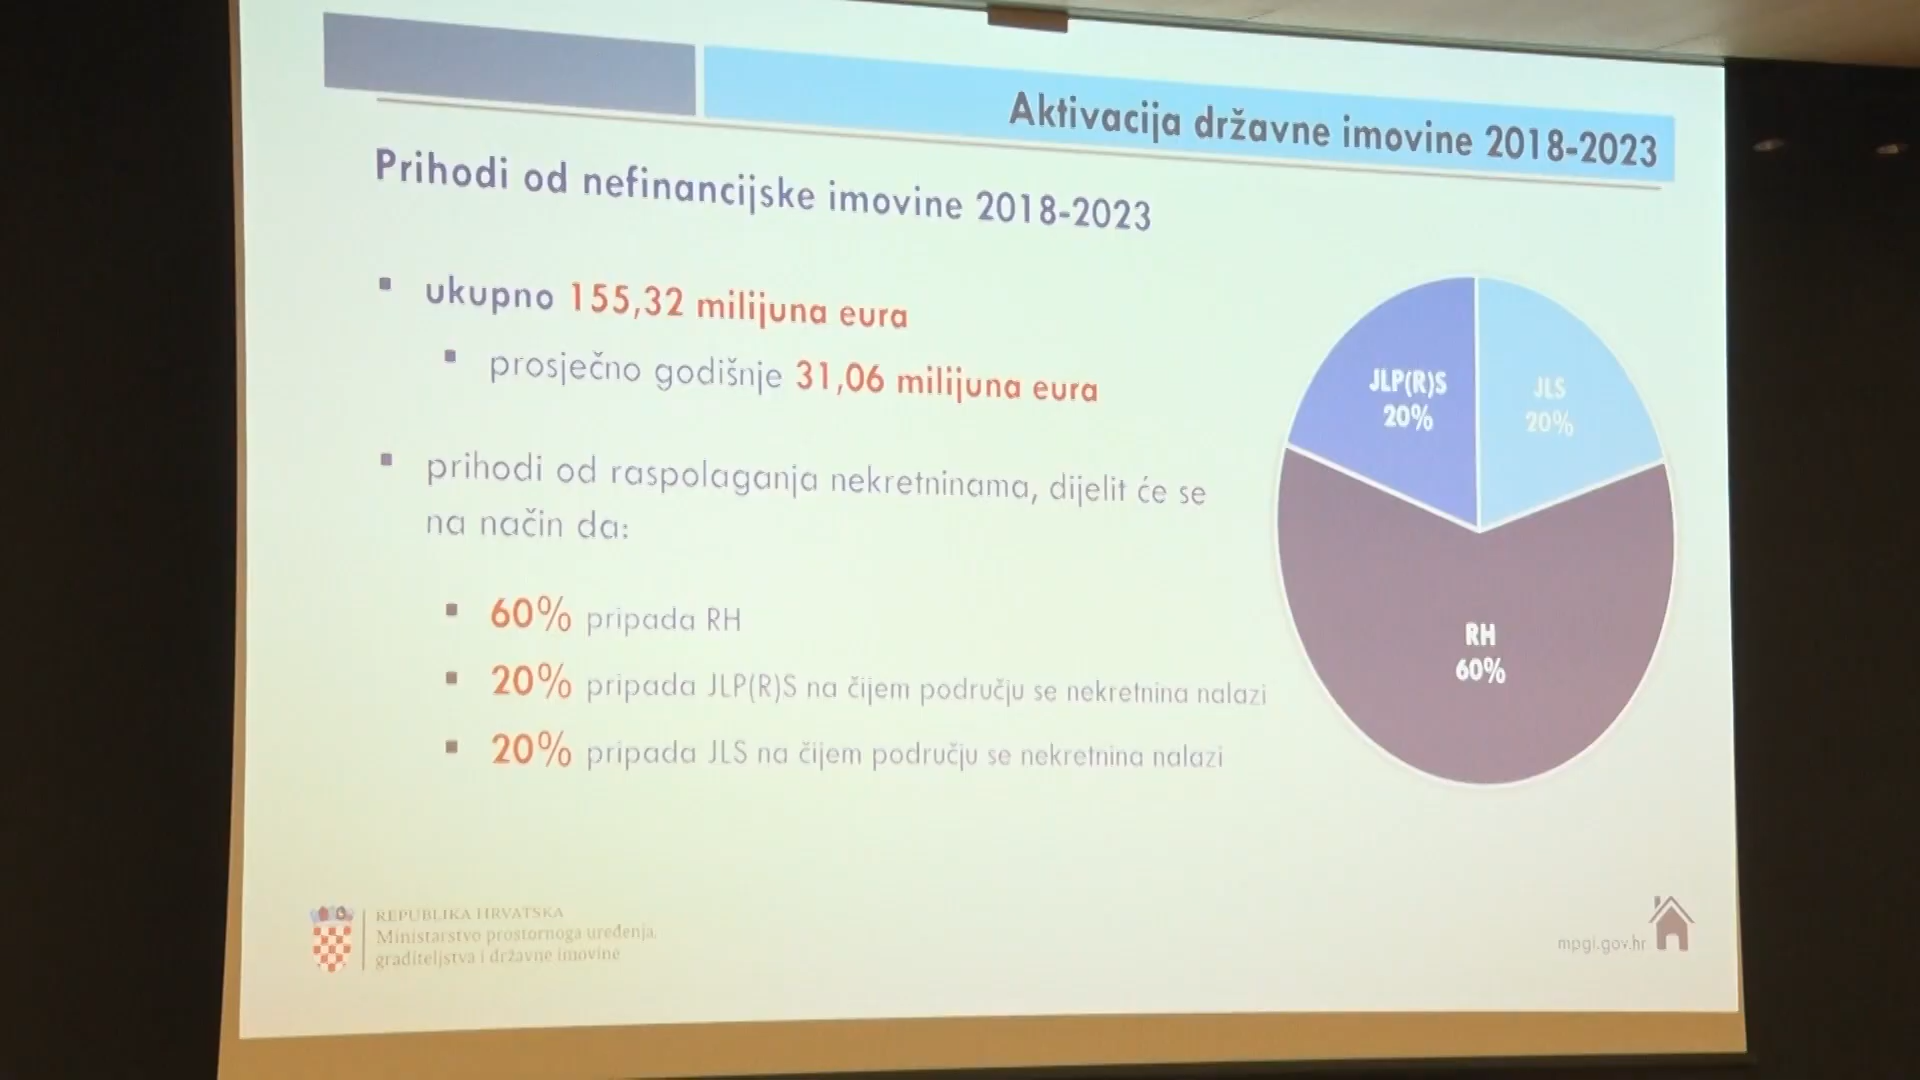 Aktivacija državne imovine 2018-2023
Prihodi od nefinancijske imovine 2018-2023
▪ ukupno 155,32 milijuna eura
▪ prosječno godišnje 31,06 milijuna eura
▪ prihodi od raspolaganja nekretninama, dijelit će se
na način da:
▪ 60% pripada RH
▪ 20% pripada JLP(R)S na čijem području se nekretnina nalazi
▪ 20% pripada JLS na čijem području se nekretnina nalazi
JLP(R)S
20%
JLS
20%
RH
60%
REPUBLIKA HRVATSKA
Ministarstvo prostornoga uređenja,
graditeljstva i državne imovine
mpgi.gov.hr